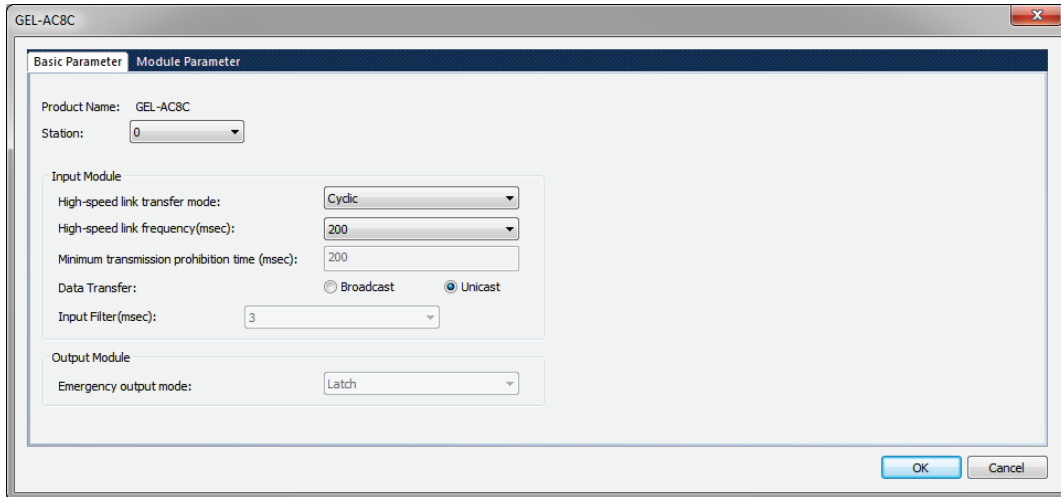 GEL-AC8C
Basic Parameter Module Parameter
Product Name: GEL-AC8C
Station: 0
Input Module
High-speed link transfer mode: Cyclic
High-speed link frequency(msec): 200
Minimum transmission prohibition time (msec): 200
Data Transfer: Broadcast Unicast
Input Filter(msec): 3
Output Module
Emergency output mode: Latch
OK Cancel